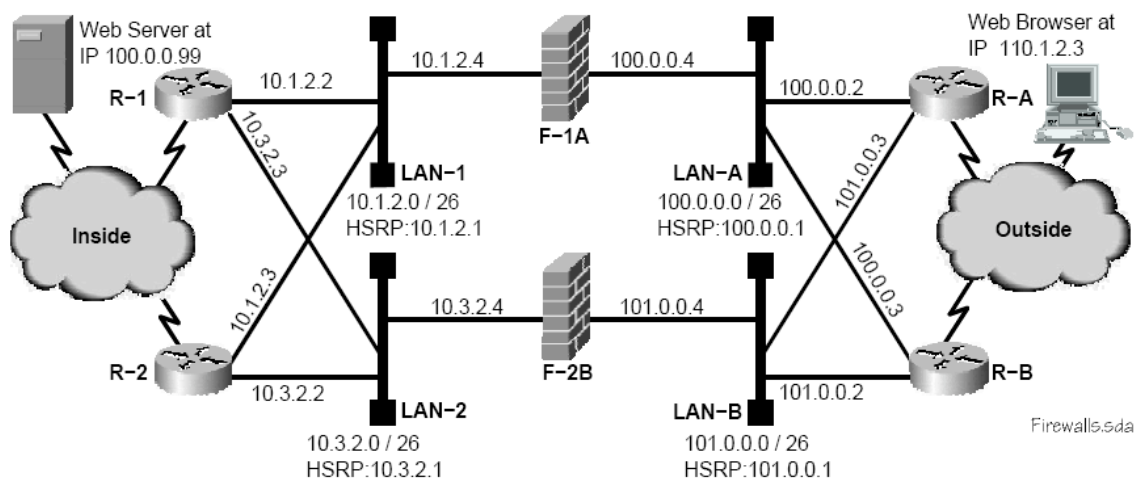 Web Server at
IP 100.0.0.99
R-1
10.1.2.2
10.3.2.3
10.1.2.4
F-1A
100.0.0.4
100.0.0.2
R-A
Web Browser at
IP 110.1.2.3
LAN-1
10.1.2.0 / 26
HSRP:10.1.2.1
LAN-A
100.0.0.0 / 26
HSRP:100.0.0.1
101.0.0.3
100.0.0.3
Inside
Outside
10.1.2.3
R-2
10.3.2.2
10.3.2.4
F-2B
101.0.0.4
101.0.0.2
R-B
LAN-2
10.3.2.0 / 26
HSRP:10.3.2.1
LAN-B
101.0.0.0 / 26
HSRP:101.0.0.1
Firewalls.sda